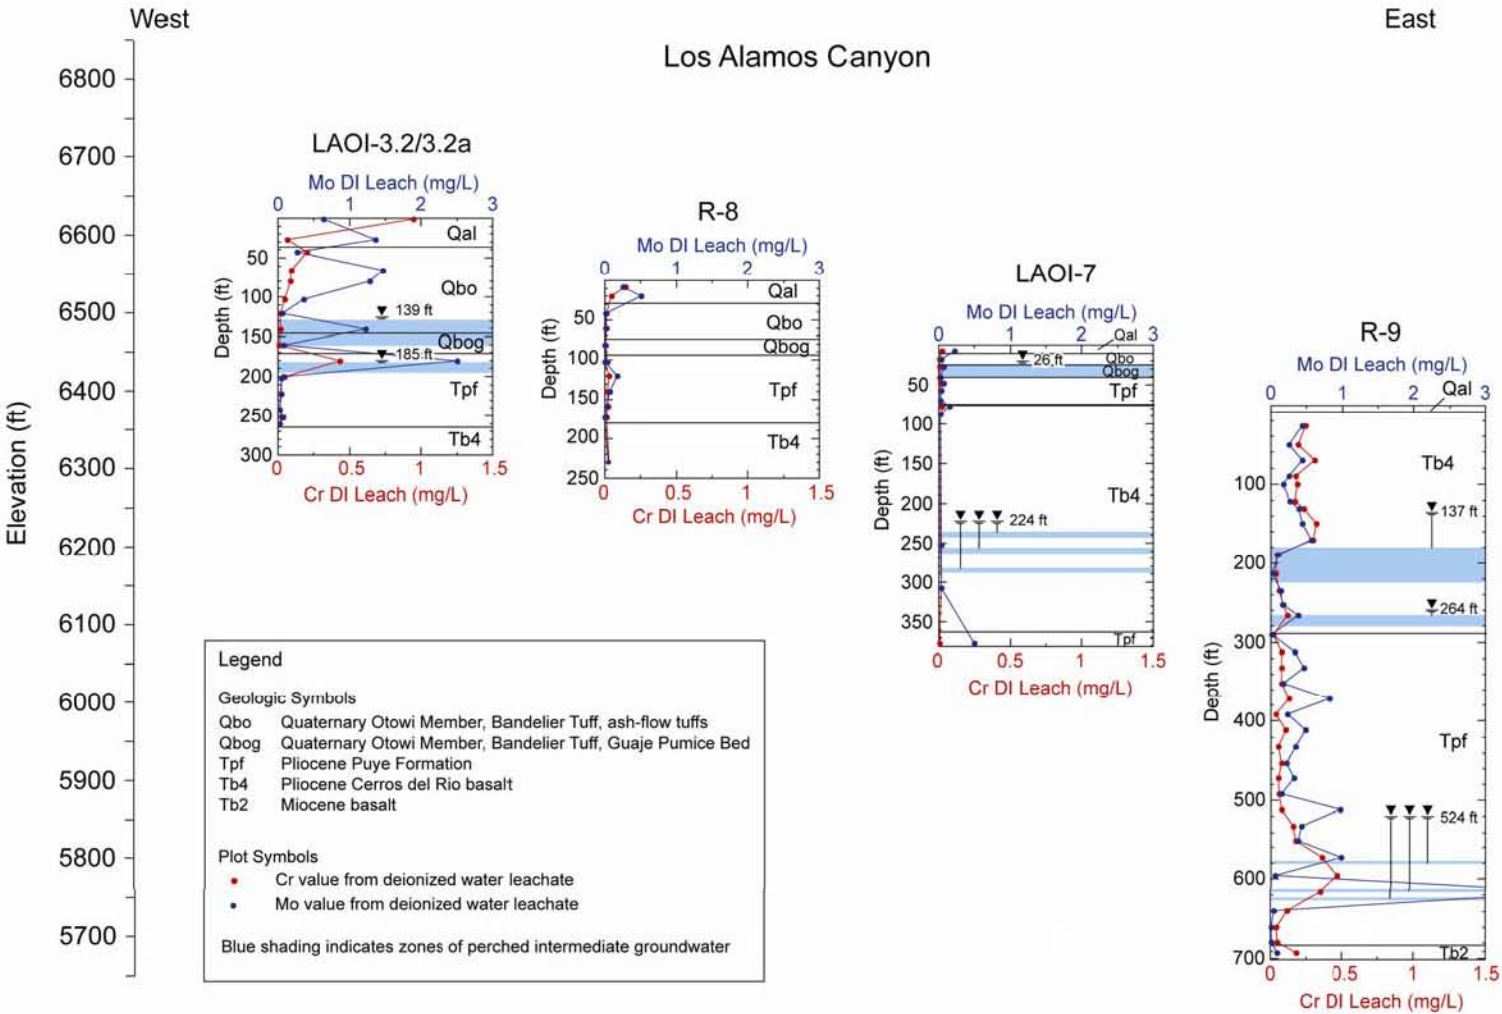 West
East
Los Alamos Canyon
Elevation (ft)
6800
6700
6600
6500
6400
6300
6200
6100
6000
5900
5800
5700
LAOI-3.2/3.2a
Mo DI Leach (mg/L)
0 1 2 3
Depth (ft)
50
100
150
200
250
300
Qal
Qbo
139 ft
Qbog
185 ft
Tpf
Tb4
0 0.5 1 1.5
Cr DI Leach (mg/L)
R-8
Mo DI Leach (mg/L)
0 1 2 3
Depth (ft)
50
100
150
200
250
Qal
Qbo
Qbog
Tpf
Tb4
0 0.5 1 1.5
Cr DI Leach (mg/L)
LAOI-7
Mo DI Leach (mg/L)
0 1 2 3
Depth (ft)
50
100
150
200
250
300
350
Qal
26 ft
Qbo
Qbog
Tpf
Tb4
224 ft
Tpf
0 0.5 1 1.5
Cr DI Leach (mg/L)
R-9
Mo DI Leach (mg/L)
0 1 2 3
Depth (ft)
100
200
300
400
500
600
700
Qal
Tb4
137 ft
264 ft
Tpf
524 ft
Tb2
0 0.5 1 1.5
Cr DI Leach (mg/L)
Legend
Geologic Symbols
Qbo Quaternary Otowi Member, Bandelier Tuff, ash-flow tuffs
Qbog Quaternary Otowi Member, Bandelier Tuff, Guaje Pumice Bed
Tpf Pliocene Puye Formation
Tb4 Pliocene Cerros del Rio basalt
Tb2 Miocene basalt
Plot Symbols
Cr value from deionized water leachate
Mo value from deionized water leachate
Blue shading indicates zones of perched intermediate groundwater